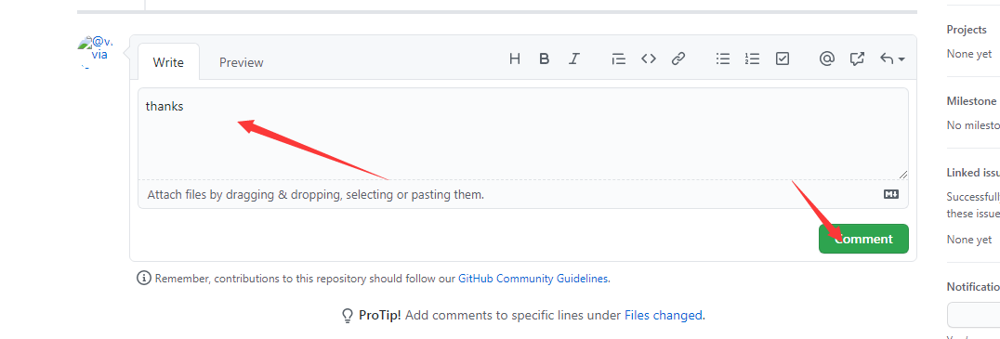 Projects
None yet
@v.
via
Write
Preview
thanks
Milestone
No milesto
Linked issu
Successfull
these issue
None yet
Attach files by dragging & dropping, selecting or pasting them.
Comment
Remember, contributions to this repository should follow our GitHub Community Guidelines.
Notificatio
ProTip! Add comments to specific lines under Files changed.